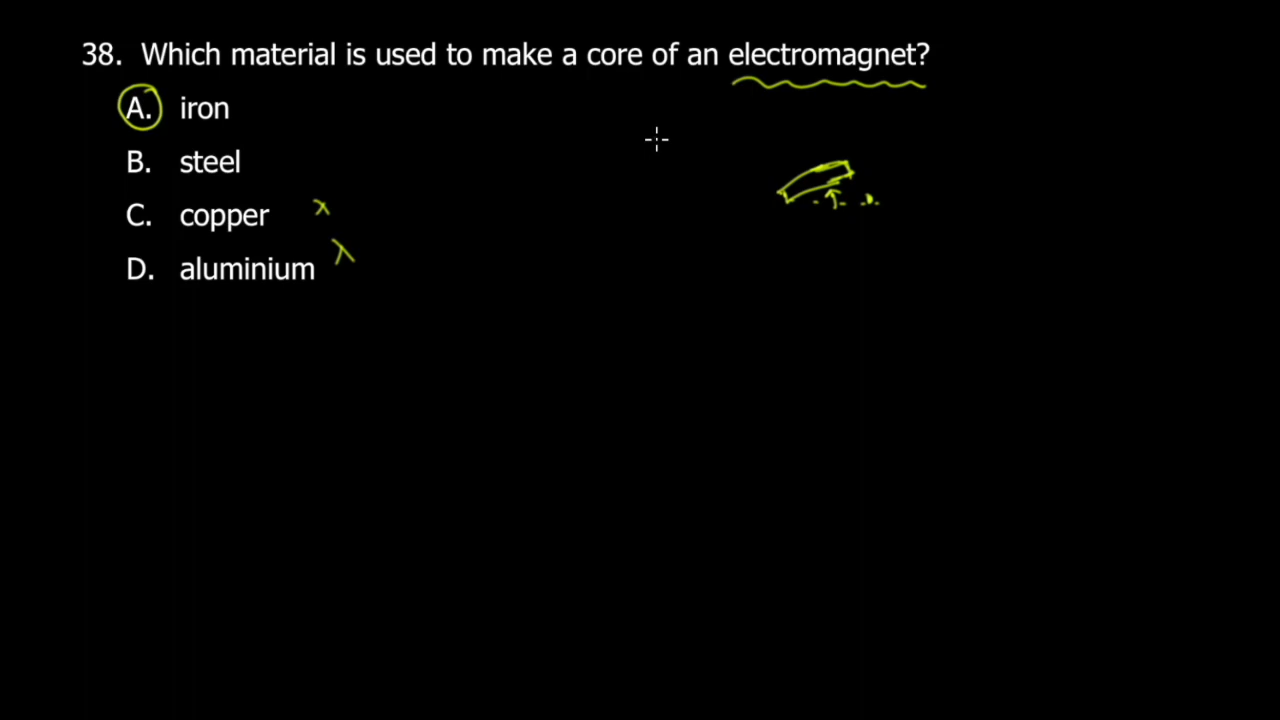 38. Which material is used to make a core of an electromagnet?
A. iron
B. steel
C. copper x
D. aluminium x